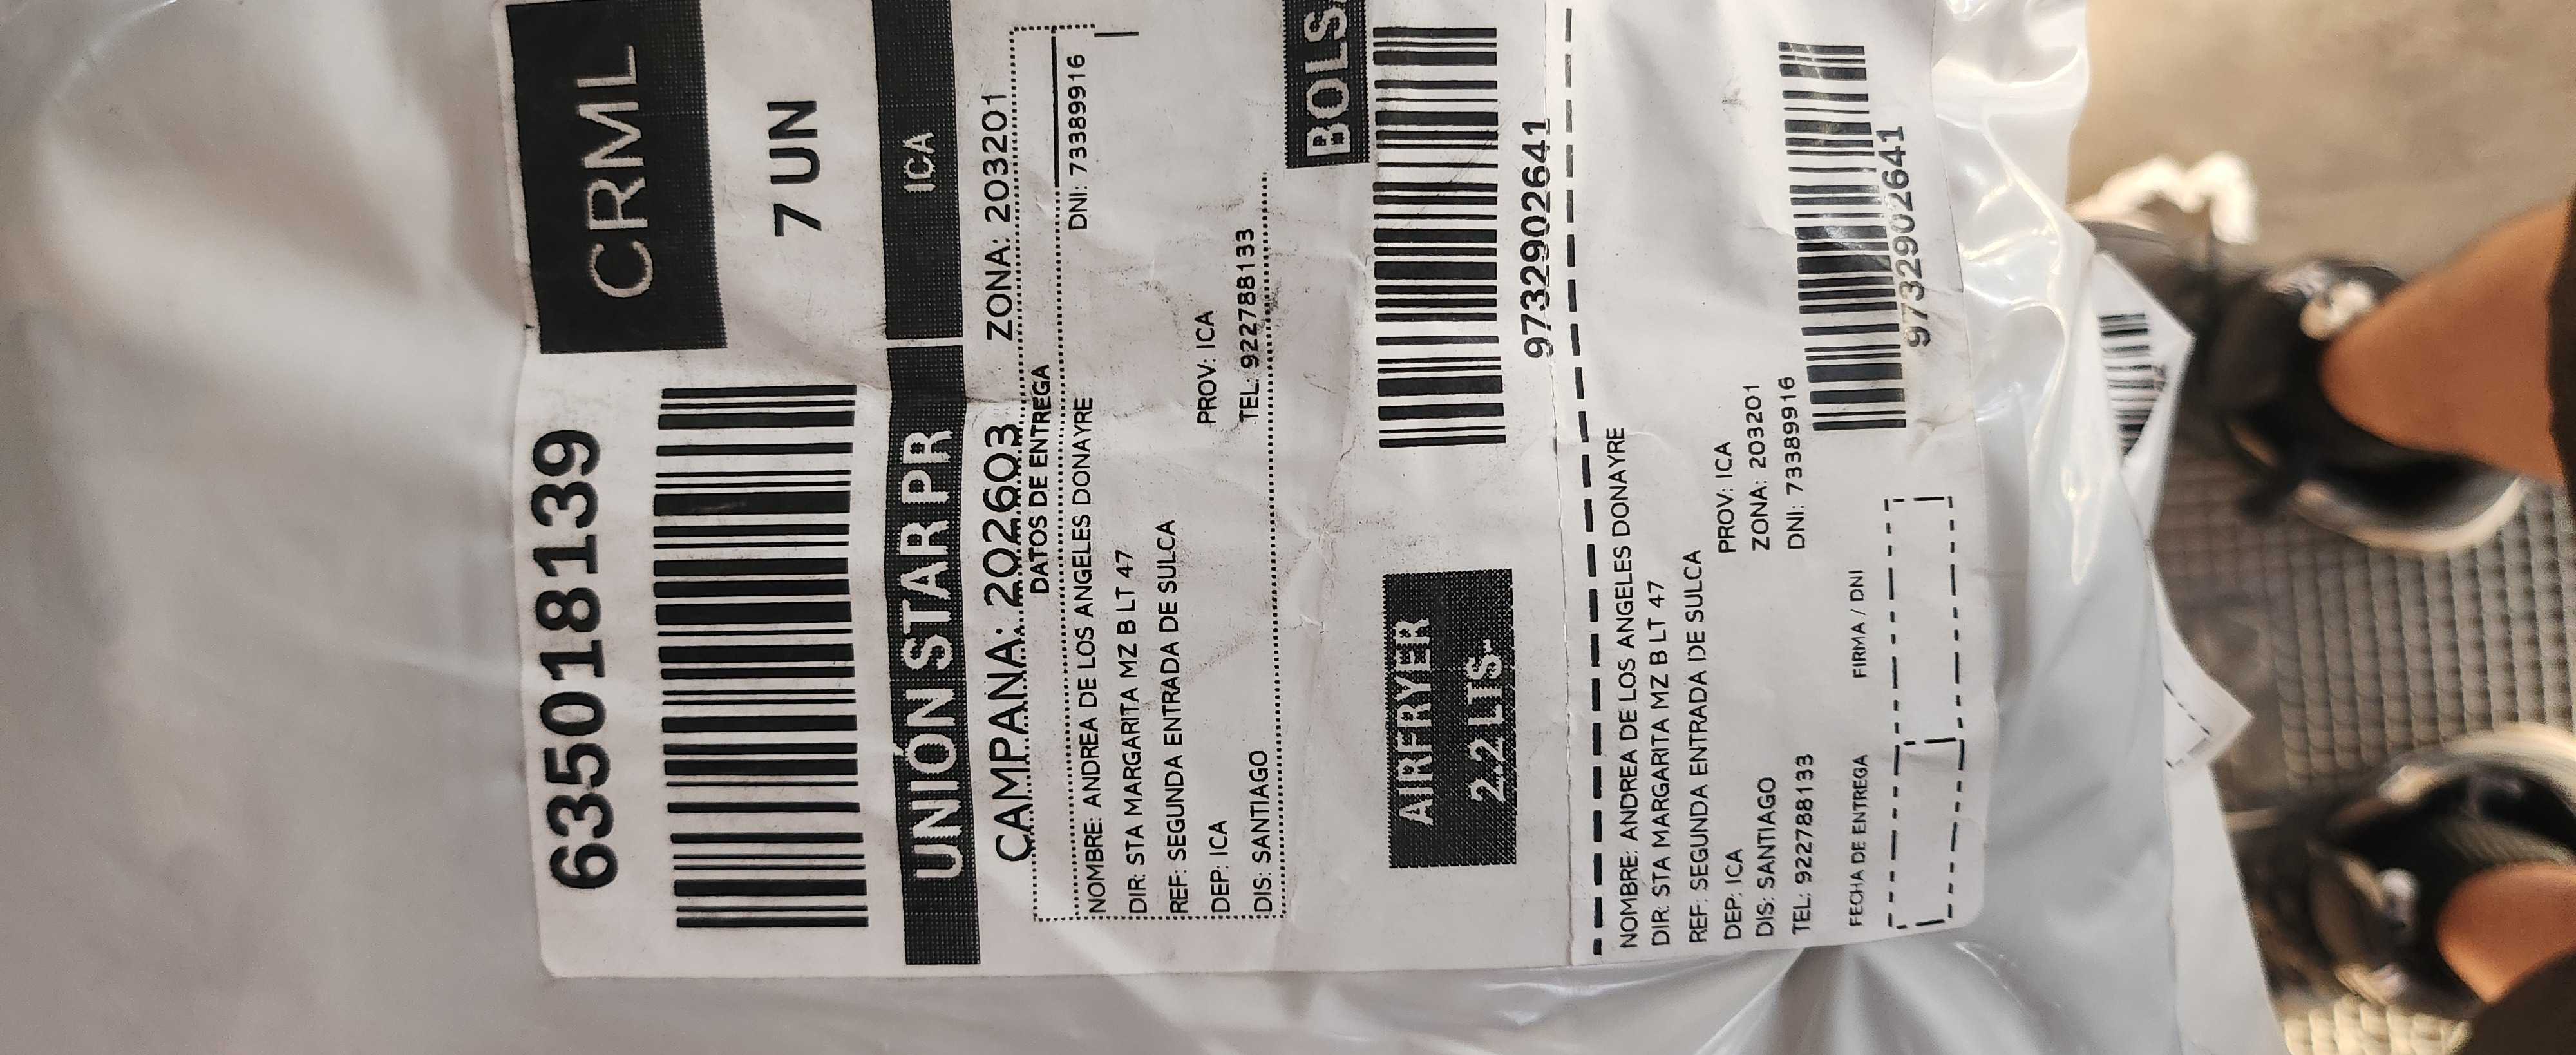 6350118139
CRML
7 UN
UNIÓN STAR PR
ICA
CAMPANA: 202603 ZONA: 203201
DATOS DE ENTREGA
NOMBRE: ANDREA DE LOS ANGELES DONAYRE DNI: 73389916
DIR: STA MARGARITA MZ B LT 47
REF: SEGUNDA ENTRADA DE SULCA
DEP: ICA PROV: ICA
DIS: SANTIAGO TEL: 922788133
BOLS
AIRFRYER
2.2 LTS.
9732902641
NOMBRE: ANDREA DE LOS ANGELES DONAYRE
DIR: STA MARGARITA MZ B LT 47
REF: SEGUNDA ENTRADA DE SULCA
DEP: ICA PROV: ICA
DIS: SANTIAGO ZONA: 203201
TEL: 922788133 DNI: 73389916
FECHA DE ENTREGA FIRMA / DNI
9732902641